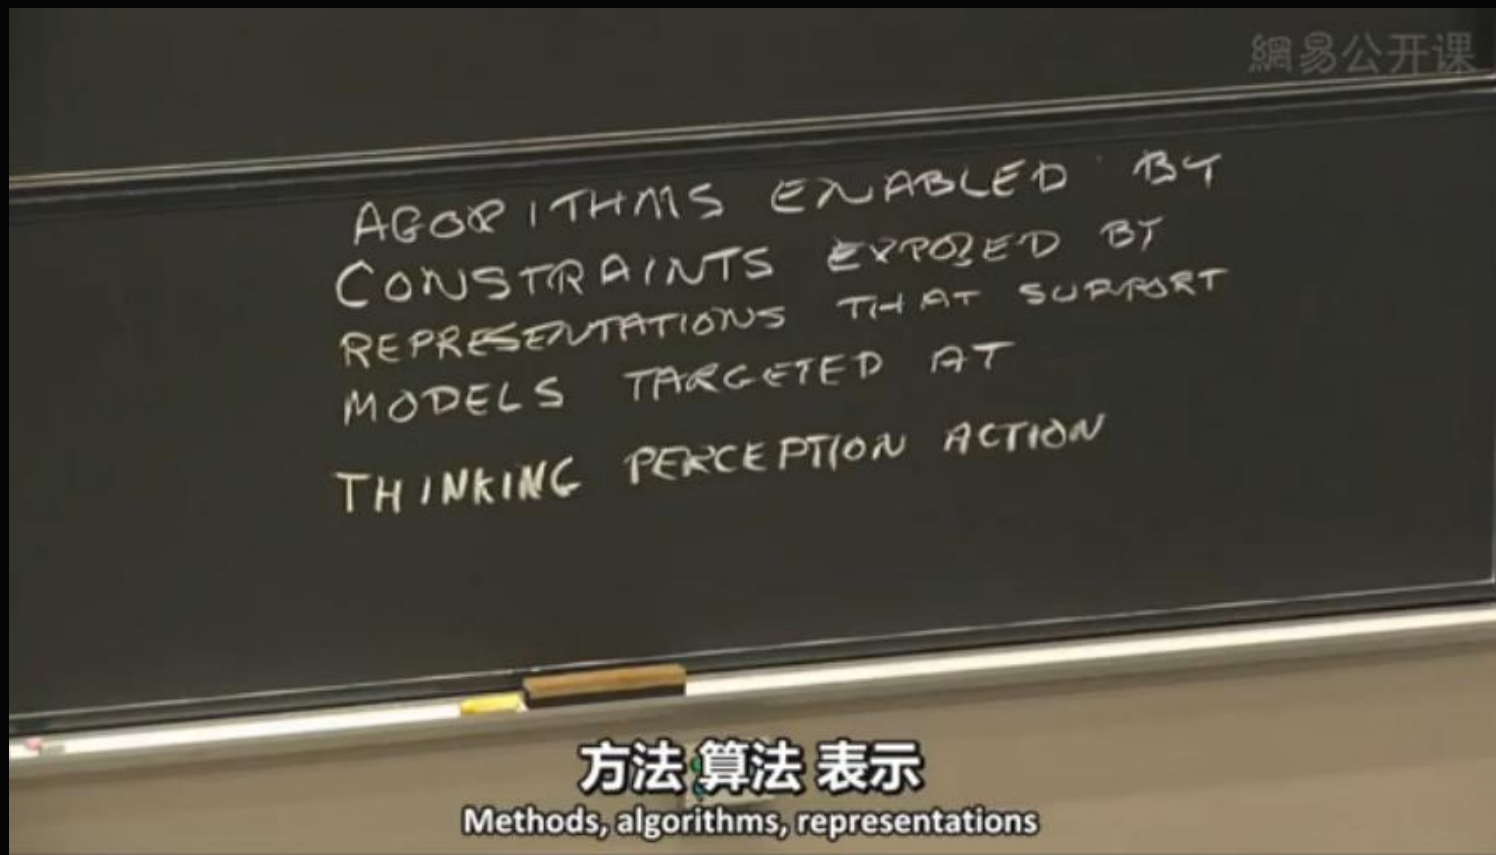 網易公开课
AGORITHMS ENABLED BY
CONSTRAINTS EXPOSED BY
REPRESENTATIONS THAT SUPPORT
MODELS TARGETED AT
THINKING PERCEPTION ACTION
方法 算法 表示
Methods, algorithms, representations